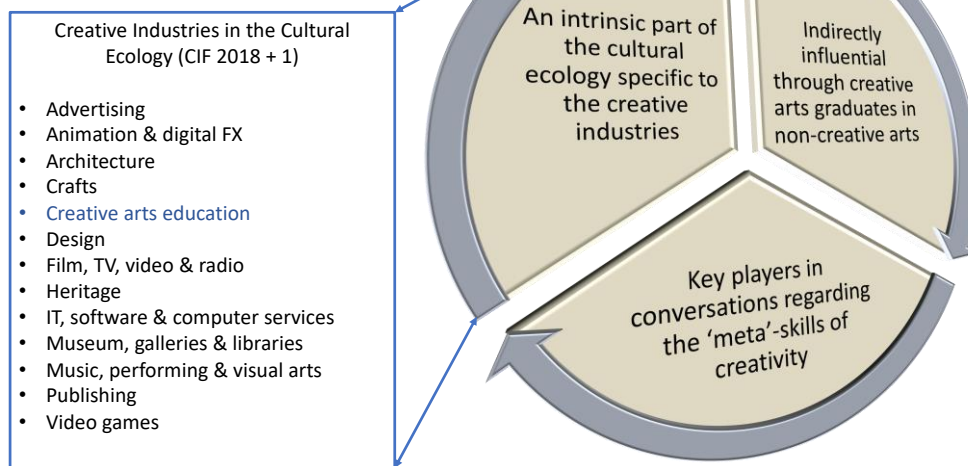 Creative Industries in the Cultural
Ecology (CIF 2018 + 1)
• Advertising
• Animation & digital FX
• Architecture
• Crafts
• Creative arts education
• Design
• Film, TV, video & radio
• Heritage
• IT, software & computer services
• Museum, galleries & libraries
• Music, performing & visual arts
• Publishing
• Video games
An intrinsic part of
the cultural
ecology specific to
the creative
industries
Indirectly
influential
through creative
arts graduates in
non-creative arts
Key players in
conversations regarding
the ‘meta’-skills of
creativity